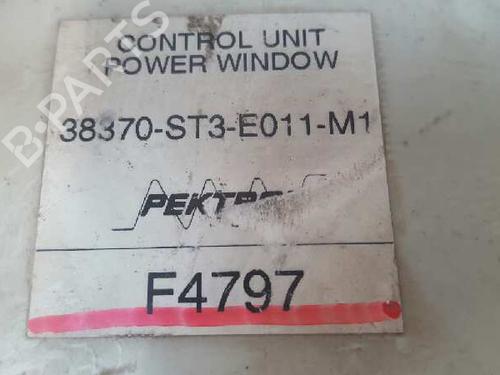 CONTROL UNIT
POWER WINDOW
38370-ST3-E011-M1
F4797
B-PARTS